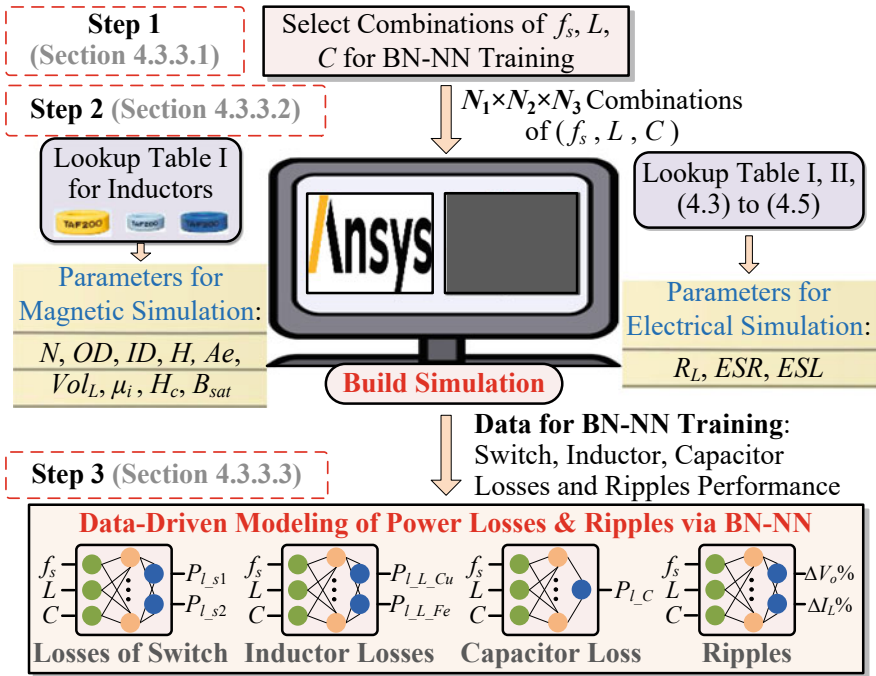 Step 1
(Section 4.3.3.1)
Select Combinations of fs, L,
C for BN-NN Training
Step 2 (Section 4.3.3.2)
N1×N2×N3 Combinations
of ( fs , L , C )
Lookup Table I
for Inductors
TAF200 TAF200 TAF200
Ansys
Lookup Table I, II,
(4.3) to (4.5)
Parameters for
Magnetic Simulation:
N, OD, ID, H, Ae,
VolL, μi , Hc, Bsat
Parameters for
Electrical Simulation:
RL, ESR, ESL
Build Simulation
Data for BN-NN Training:
Switch, Inductor, Capacitor
Losses and Ripples Performance
Step 3 (Section 4.3.3.3)
Data-Driven Modeling of Power Losses & Ripples via BN-NN
fs
L
C
Pl_s1
Pl_s2
Losses of Switch
fs
L
C
Pl_L_Cu
Pl_L_Fe
Inductor Losses
fs
L
C
Pl_C
Capacitor Loss
fs
L
C
ΔVo%
ΔIL%
Ripples